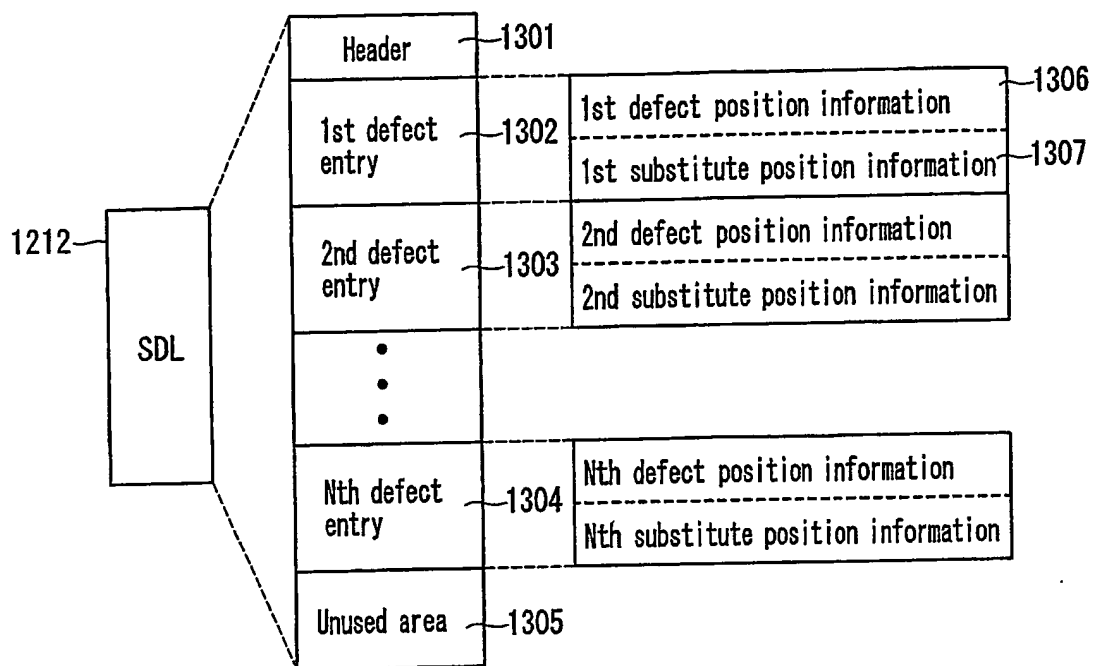 Header
1301
1306
1st defect position information
1st defect
entry
1302
1st substitute position information
1307
1212
SDL
2nd defect
entry
1303
2nd defect position information
2nd substitute position information
Nth defect
entry
1304
Nth defect position information
Nth substitute position information
Unused area
1305